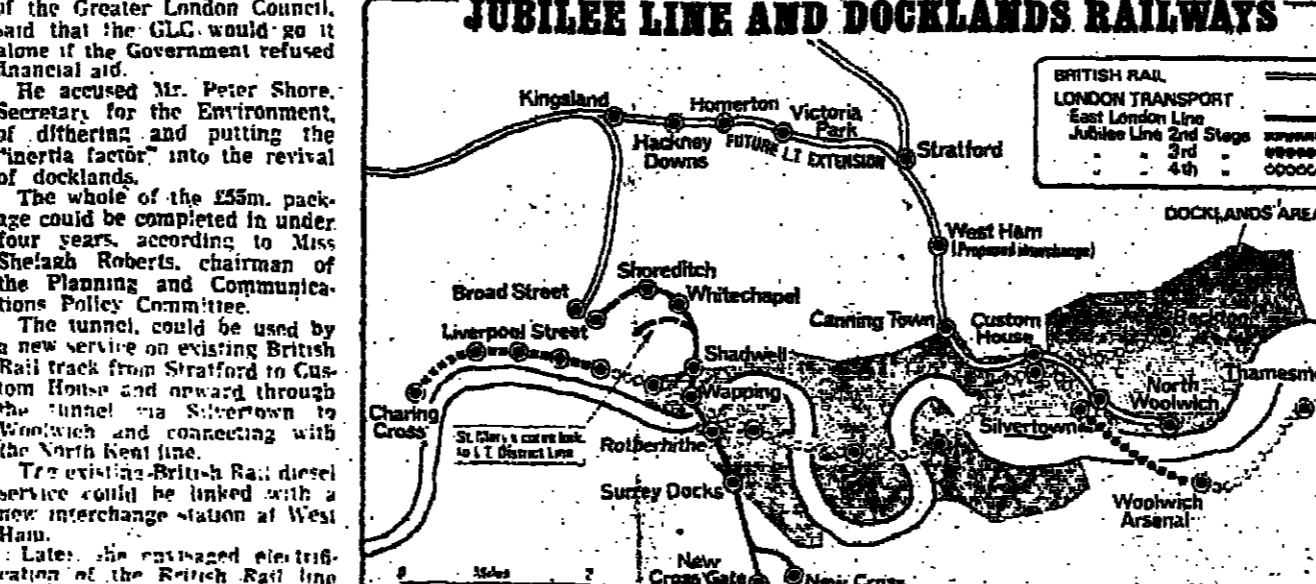 of the Greater London Council,
said that the GLC would go it
alone if the Government refused
financial aid.
He accused Mr. Peter Shore,
Secretary for the Environment,
of dithering and putting the
"inertia factor" into the revival
of docklands.
The whole of the £55m. pack-
age could be completed in under
four years, according to Miss
Shelagh Roberts, chairman of
the Planning and Communica-
tions Policy Committee.
The tunnel, could be used by
a new service on existing British
Rail track from Stratford to Cus-
tom House and onward through
the tunnel via Silvertown to
Woolwich and connecting with
the North Kent line.
The existing British Rail diesel
service could be linked with a
new interchange station at West
Ham.
Later, the envisaged electrifi-
cation of the British Rail line
JUBILEE LINE AND DOCKLANDS RAILWAYS
BRITISH RAIL
LONDON TRANSPORT
East London Line
Jubilee Line 2nd Stage
" " 3rd "
" " 4th "
DOCKLANDS AREA
Kingsland
Homerton
Victoria
Park
Hackney
Downs
FUTURE L.T. EXTENSION
Stratford
West Ham
(Proposed interchange)
Shoreditch
Broad Street
Whitechapel
Liverpool Street
Canning Town
Custom
House
Beckton
Shadwell
Wapping
North
Woolwich
Thamesm
Charing
Cross
St. Mary's curve link
to L.T. District Line
Rotherhithe
Silvertown
Surrey Docks
Woolwich
Arsenal
New
Cross Gate
New Cross
0 Miles